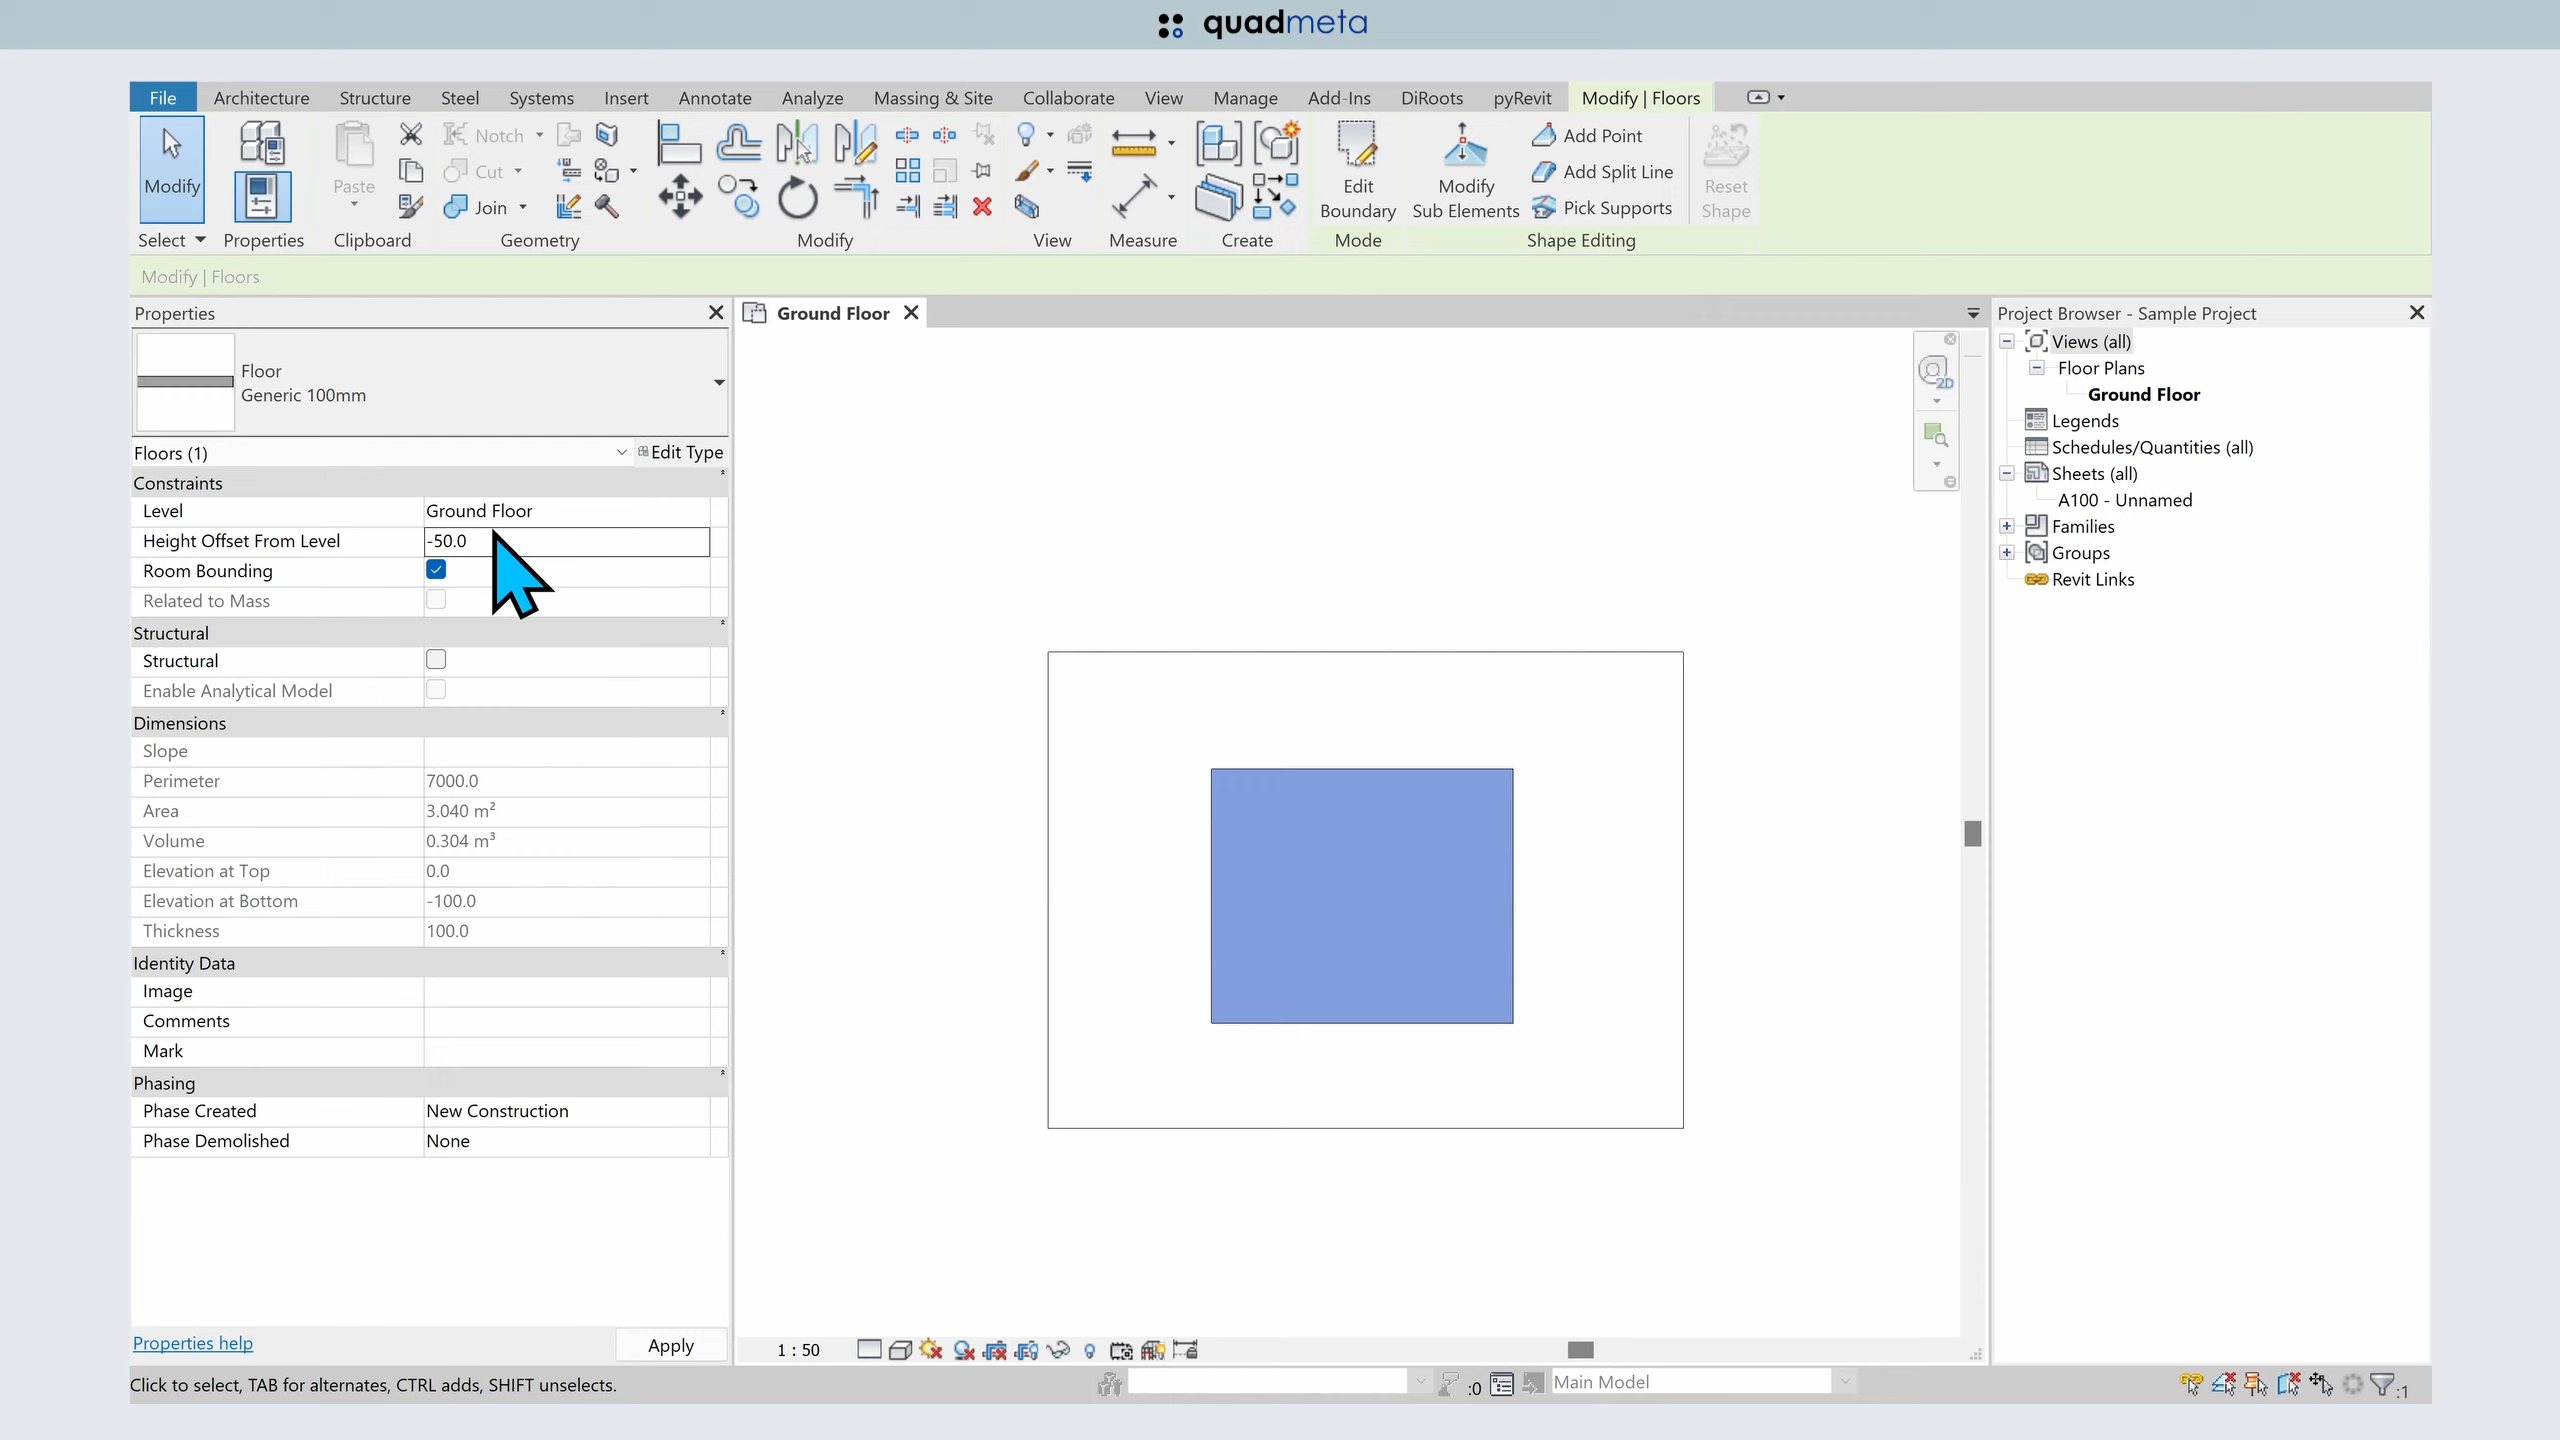 quadmeta
File Architecture Structure Steel Systems Insert Annotate Analyze Massing & Site Collaborate View Manage Add-Ins DiRoots pyRevit Modify | Floors
Modify
Paste
Notch
Cut
Join
Edit
Boundary
Modify
Sub Elements
Add Point
Add Split Line
Pick Supports
Reset
Shape
Select Properties Clipboard Geometry Modify View Measure Create Mode Shape Editing
Modify | Floors
Properties
Floor
Generic 100mm
Floors (1) Edit Type
Constraints
Level Ground Floor
Height Offset From Level -50.0
Room Bounding
Related to Mass
Structural
Structural
Enable Analytical Model
Dimensions
Slope
Perimeter 7000.0
Area 3.040 m²
Volume 0.304 m³
Elevation at Top 0.0
Elevation at Bottom -100.0
Thickness 100.0
Identity Data
Image
Comments
Mark
Phasing
Phase Created New Construction
Phase Demolished None
Properties help Apply
Ground Floor
2D
1 : 50
Project Browser - Sample Project
Views (all)
Floor Plans
Ground Floor
Legends
Schedules/Quantities (all)
Sheets (all)
A100 - Unnamed
Families
Groups
Revit Links
Click to select, TAB for alternates, CTRL adds, SHIFT unselects. :0 Main Model :1